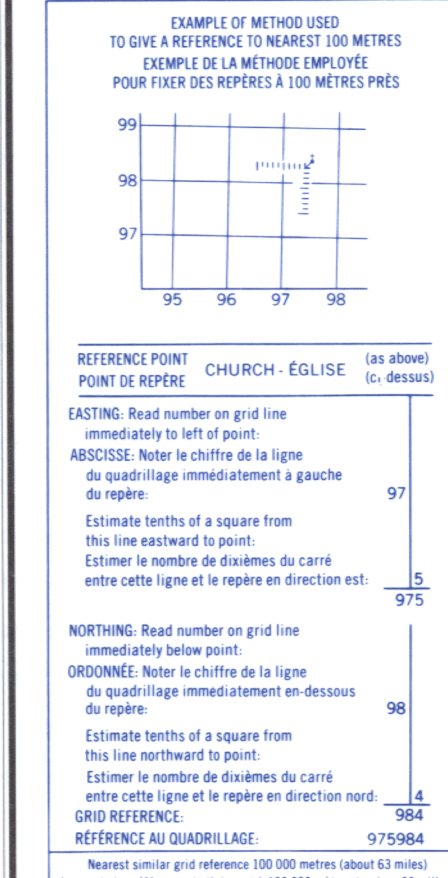 EXAMPLE OF METHOD USED
TO GIVE A REFERENCE TO NEAREST 100 METRES
EXEMPLE DE LA MÉTHODE EMPLOYÉE
POUR FIXER DES REPÈRES À 100 MÈTRES PRÈS
99
98
97
95 96 97 98
REFERENCE POINT CHURCH - ÉGLISE (as above)
POINT DE REPÈRE (ci-dessus)
EASTING: Read number on grid line
immediately to left of point:
ABSCISSE: Noter le chiffre de la ligne
du quadrillage immédiatement à gauche
du repère: 97
Estimate tenths of a square from
this line eastward to point:
Estimer le nombre de dixièmes du carré
entre cette ligne et le repère en direction est: 5
975
NORTHING: Read number on grid line
immediately below point:
ORDONNÉE: Noter le chiffre de la ligne
du quadrillage immediatement en-dessous
du repère: 98
Estimate tenths of a square from
this line northward to point:
Estimer le nombre de dixièmes du carré
entre cette ligne et le repère en direction nord: 4
GRID REFERENCE: 984
RÉFÉRENCE AU QUADRILLAGE: 975984
Nearest similar grid reference 100 000 metres (about 63 miles)